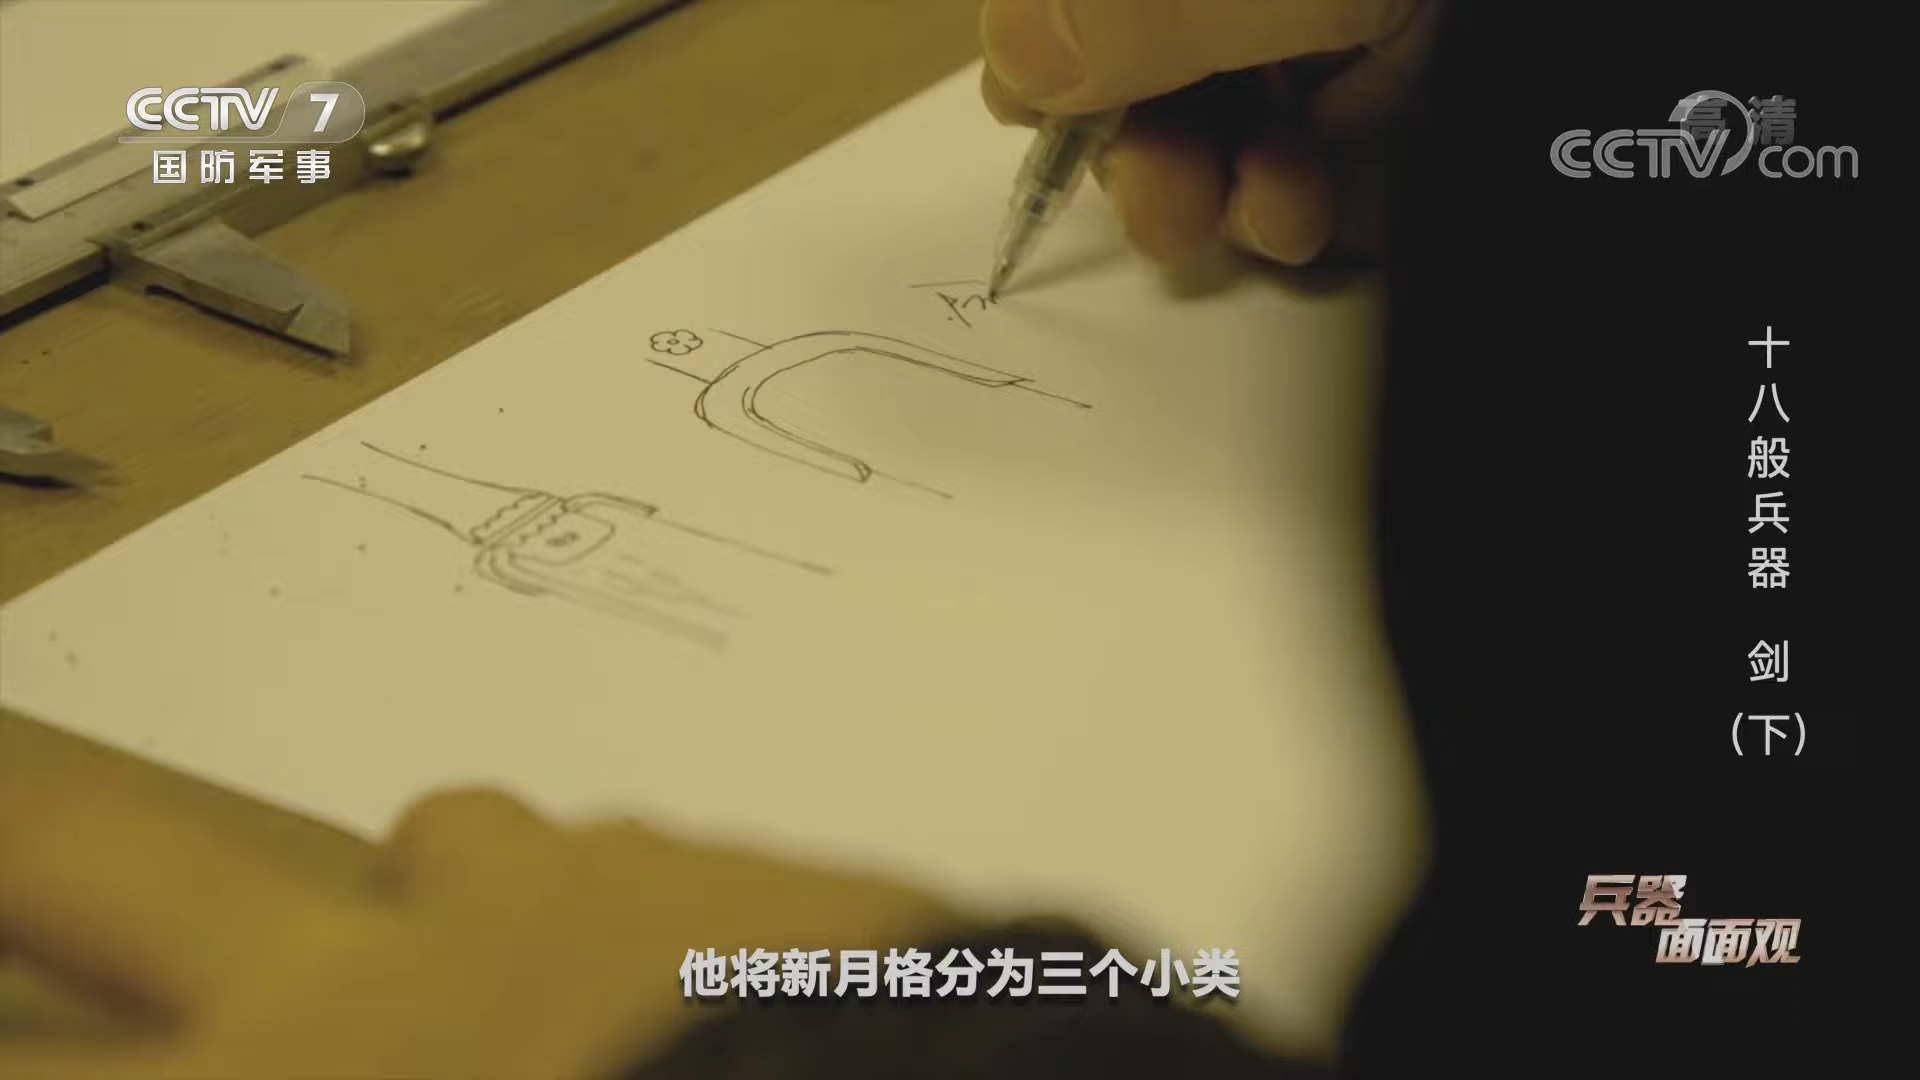 CCTV 7
国防军事
高清
CCTV.com
十八般兵器 剑(下)
兵器
面面观
他将新月格分为三个小类